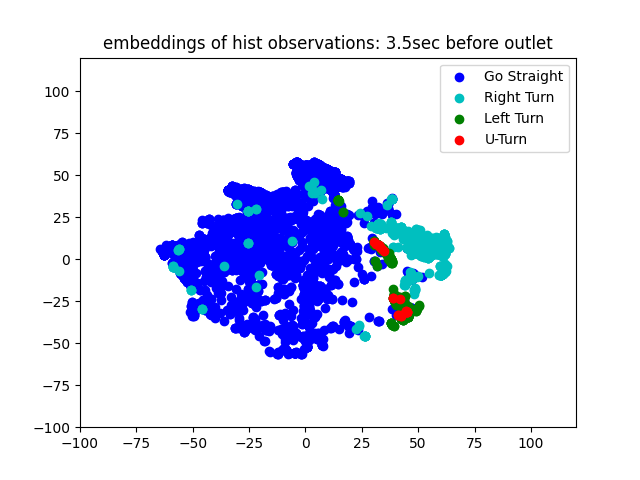 embeddings of hist observations: 3.5sec before outlet
Go Straight
Right Turn
Left Turn
U-Turn
100
75
50
25
0
−25
−50
−75
−100
−100 −75 −50 −25 0 25 50 75 100